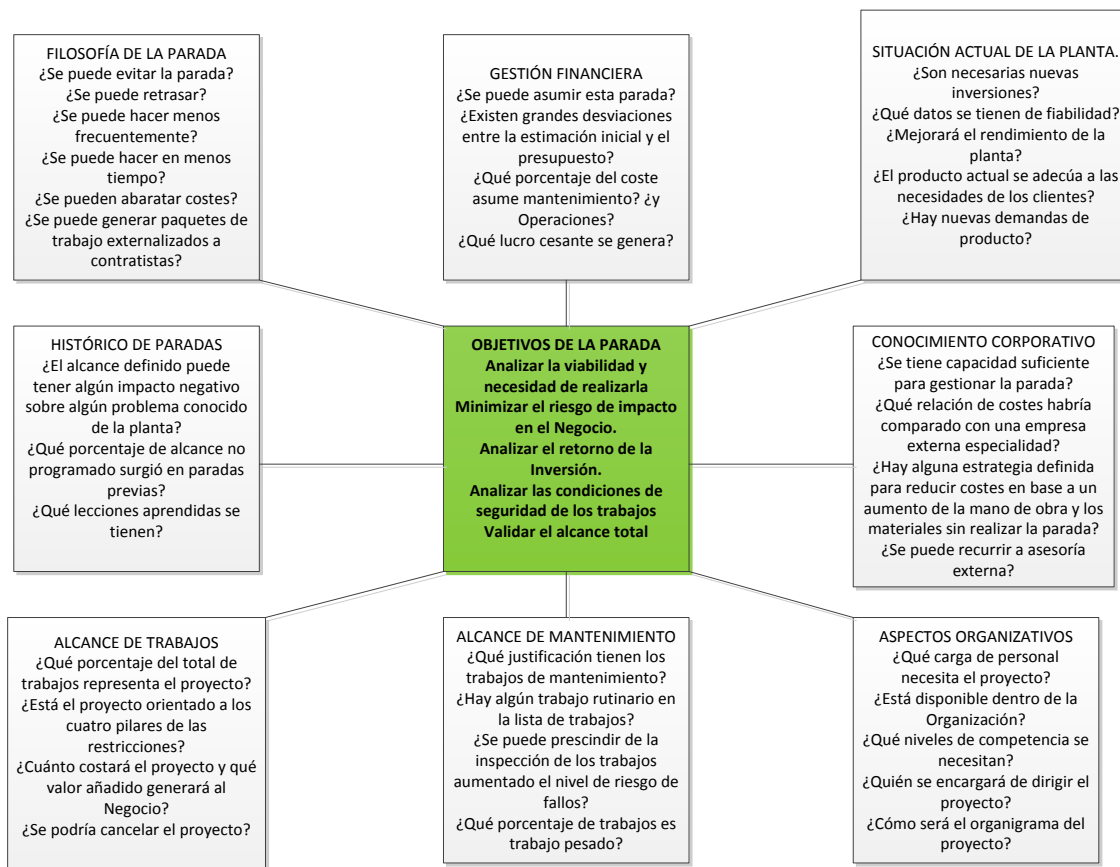 FILOSOFÍA DE LA PARADA
¿Se puede evitar la parada?
¿Se puede retrasar?
¿Se puede hacer menos
frecuentemente?
¿Se puede hacer en menos
tiempo?
¿Se pueden abaratar costes?
¿Se puede generar paquetes de
trabajo externalizados a
contratistas?
GESTIÓN FINANCIERA
¿Se puede asumir esta parada?
¿Existen grandes desviaciones
entre la estimación inicial y el
presupuesto?
¿Qué porcentaje del coste
asume mantenimiento? ¿y
Operaciones?
¿Qué lucro cesante se genera?
SITUACIÓN ACTUAL DE LA PLANTA.
¿Son necesarias nuevas
inversiones?
¿Qué datos se tienen de fiabilidad?
¿Mejorará el rendimiento de la
planta?
¿El producto actual se adecúa a las
necesidades de los clientes?
¿Hay nuevas demandas de
producto?
HISTÓRICO DE PARADAS
¿El alcance definido puede
tener algún impacto negativo
sobre algún problema conocido
de la planta?
¿Qué porcentaje de alcance no
programado surgió en paradas
previas?
¿Qué lecciones aprendidas se
tienen?
OBJETIVOS DE LA PARADA
Analizar la viabilidad y
necesidad de realizarla
Minimizar el riesgo de impacto
en el Negocio.
Analizar el retorno de la
Inversión.
Analizar las condiciones de
seguridad de los trabajos
Validar el alcance total
CONOCIMIENTO CORPORATIVO
¿Se tiene capacidad suficiente
para gestionar la parada?
¿Qué relación de costes habría
comparado con una empresa
externa especialidad?
¿Hay alguna estrategia definida
para reducir costes en base a un
aumento de la mano de obra y los
materiales sin realizar la parada?
¿Se puede recurrir a asesoría
externa?
ALCANCE DE TRABAJOS
¿Qué porcentaje del total de
trabajos representa el proyecto?
¿Está el proyecto orientado a los
cuatro pilares de las
restricciones?
¿Cuánto costará el proyecto y qué
valor añadido generará al
Negocio?
¿Se podría cancelar el proyecto?
ALCANCE DE MANTENIMIENTO
¿Qué justificación tienen los
trabajos de mantenimiento?
¿Hay algún trabajo rutinario en
la lista de trabajos?
¿Se puede prescindir de la
inspección de los trabajos
aumentado el nivel de riesgo de
fallos?
¿Qué porcentaje de trabajos es
trabajo pesado?
ASPECTOS ORGANIZATIVOS
¿Qué carga de personal
necesita el proyecto?
¿Está disponible dentro de la
Organización?
¿Qué niveles de competencia se
necesitan?
¿Quién se encargará de dirigir el
proyecto?
¿Cómo será el organigrama del
proyecto?